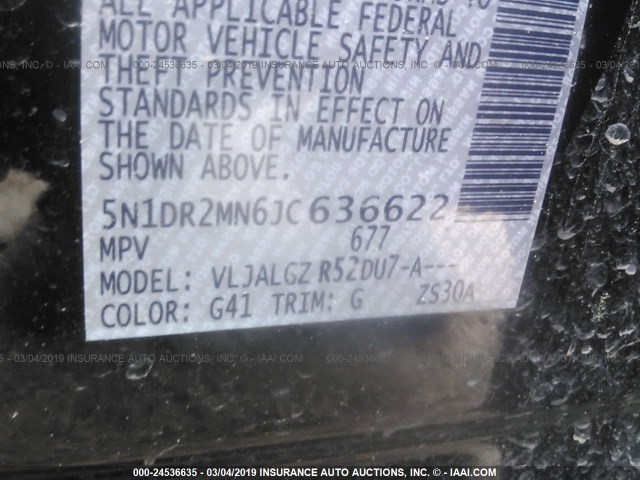 ALL APPLICABLE FEDERAL
MOTOR VEHICLE SAFETY AND
THEFT PREVENTION
STANDARDS IN EFFECT ON
THE DATE OF MANUFACTURE
SHOWN ABOVE.
5N1DR2MN6JC636622
MPV 677
MODEL: VLJALGZ R52DU7-A---
COLOR: G41 TRIM: G ZS30A
000-24536635 - 03/04/2019 INSURANCE AUTO AUCTIONS, INC. - © - IAAI.COM